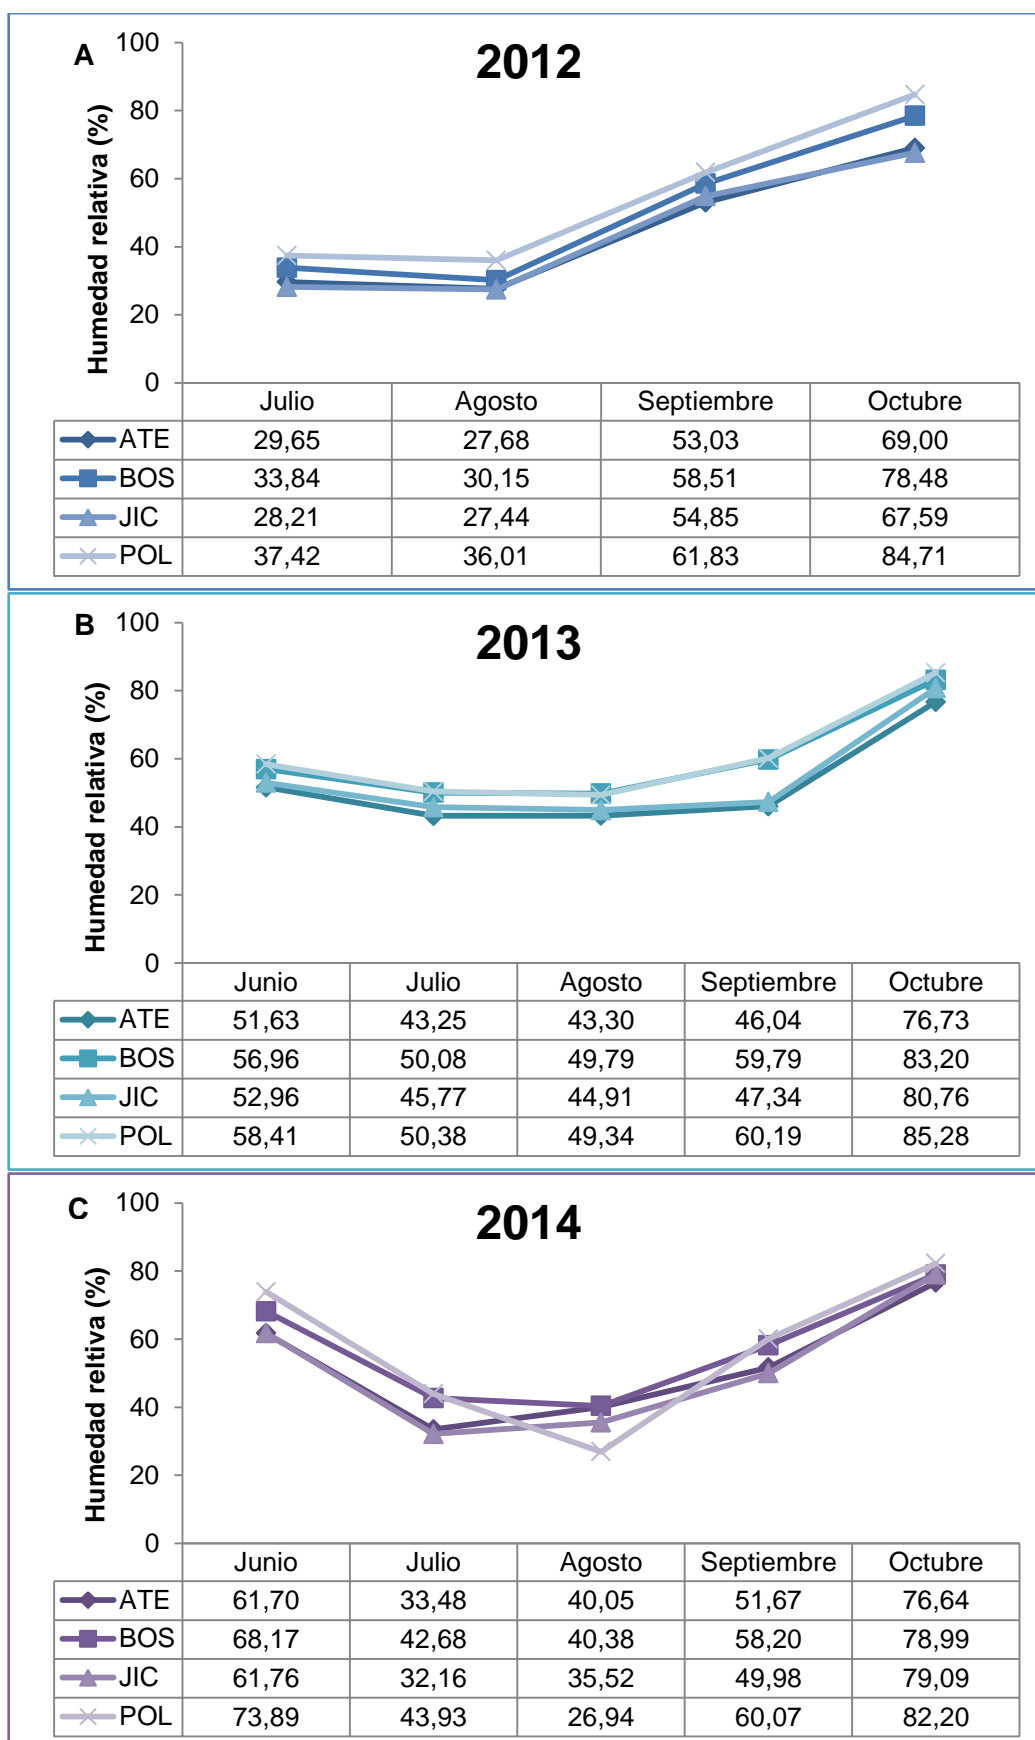 A
2012
Humedad relativa (%)
100
80
60
40
20
0
Julio Agosto Septiembre Octubre
ATE 29,65 27,68 53,03 69,00
BOS 33,84 30,15 58,51 78,48
JIC 28,21 27,44 54,85 67,59
POL 37,42 36,01 61,83 84,71
B
2013
Humedad relativa (%)
100
80
60
40
20
0
Junio Julio Agosto Septiembre Octubre
ATE 51,63 43,25 43,30 46,04 76,73
BOS 56,96 50,08 49,79 59,79 83,20
JIC 52,96 45,77 44,91 47,34 80,76
POL 58,41 50,38 49,34 60,19 85,28
C
2014
Humedad reltiva (%)
100
80
60
40
20
0
Junio Julio Agosto Septiembre Octubre
ATE 61,70 33,48 40,05 51,67 76,64
BOS 68,17 42,68 40,38 58,20 78,99
JIC 61,76 32,16 35,52 49,98 79,09
POL 73,89 43,93 26,94 60,07 82,20